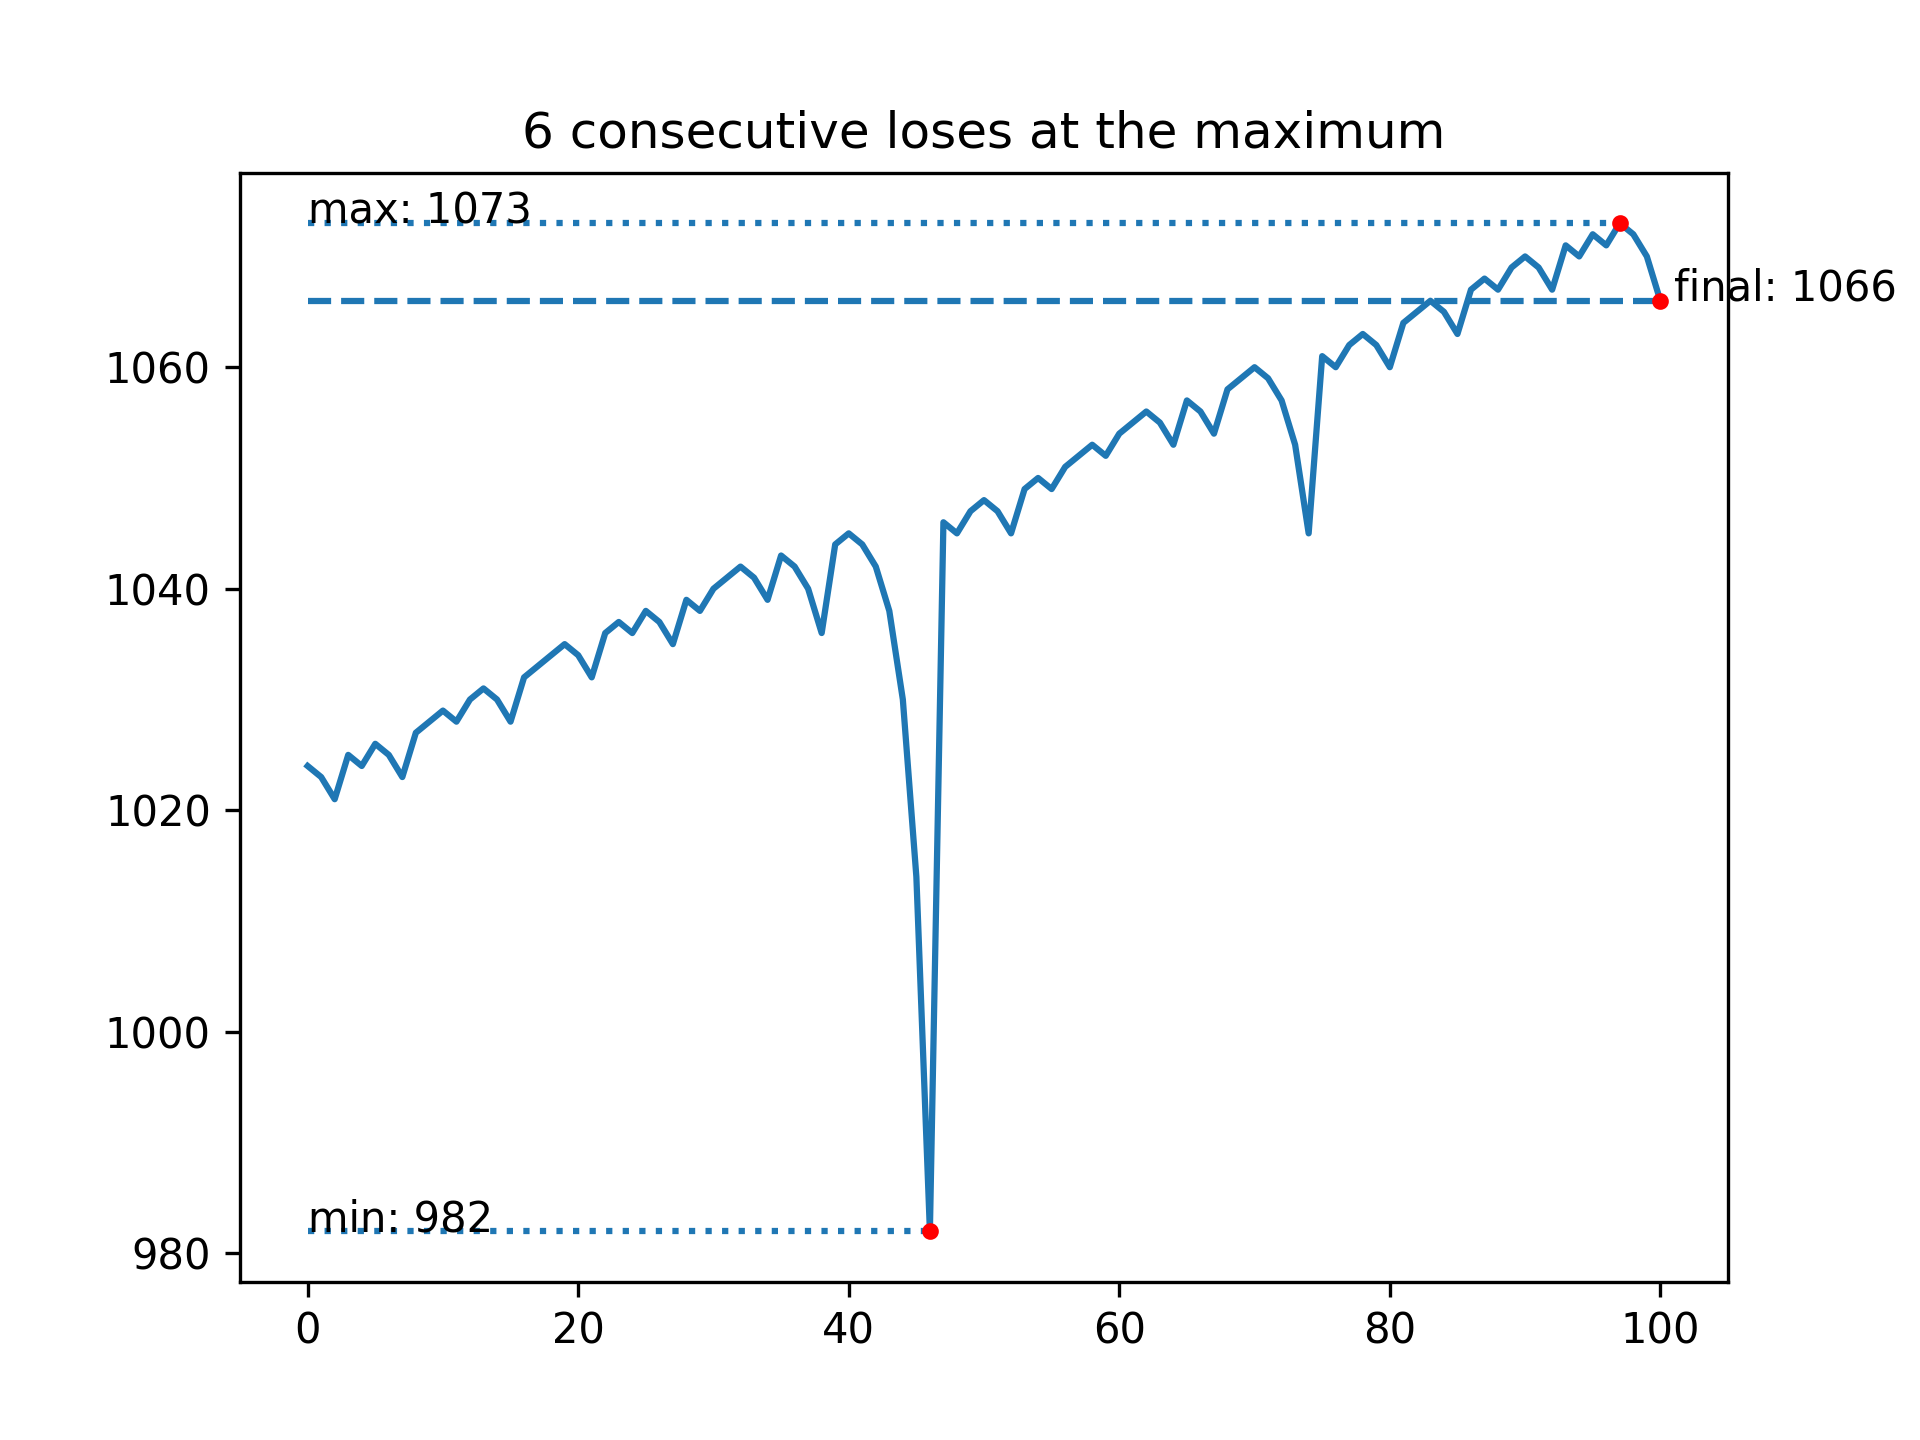 6 consecutive loses at the maximum
max: 1073
final: 1066
1060
1040
1020
1000
min: 982
980
0 20 40 60 80 100